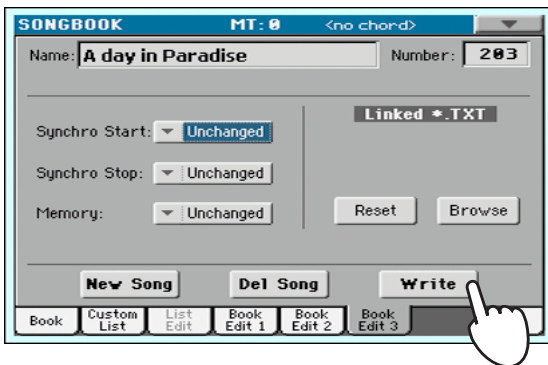 SONGBOOK MT:0 <no chord>
Name: A day in Paradise Number: 203
Linked *.TXT
Synchro Start: Unchanged
Synchro Stop: Unchanged
Memory: Unchanged Reset Browse
New Song Del Song Write
Book Custom List List Edit Book Edit 1 Book Edit 2 Book Edit 3